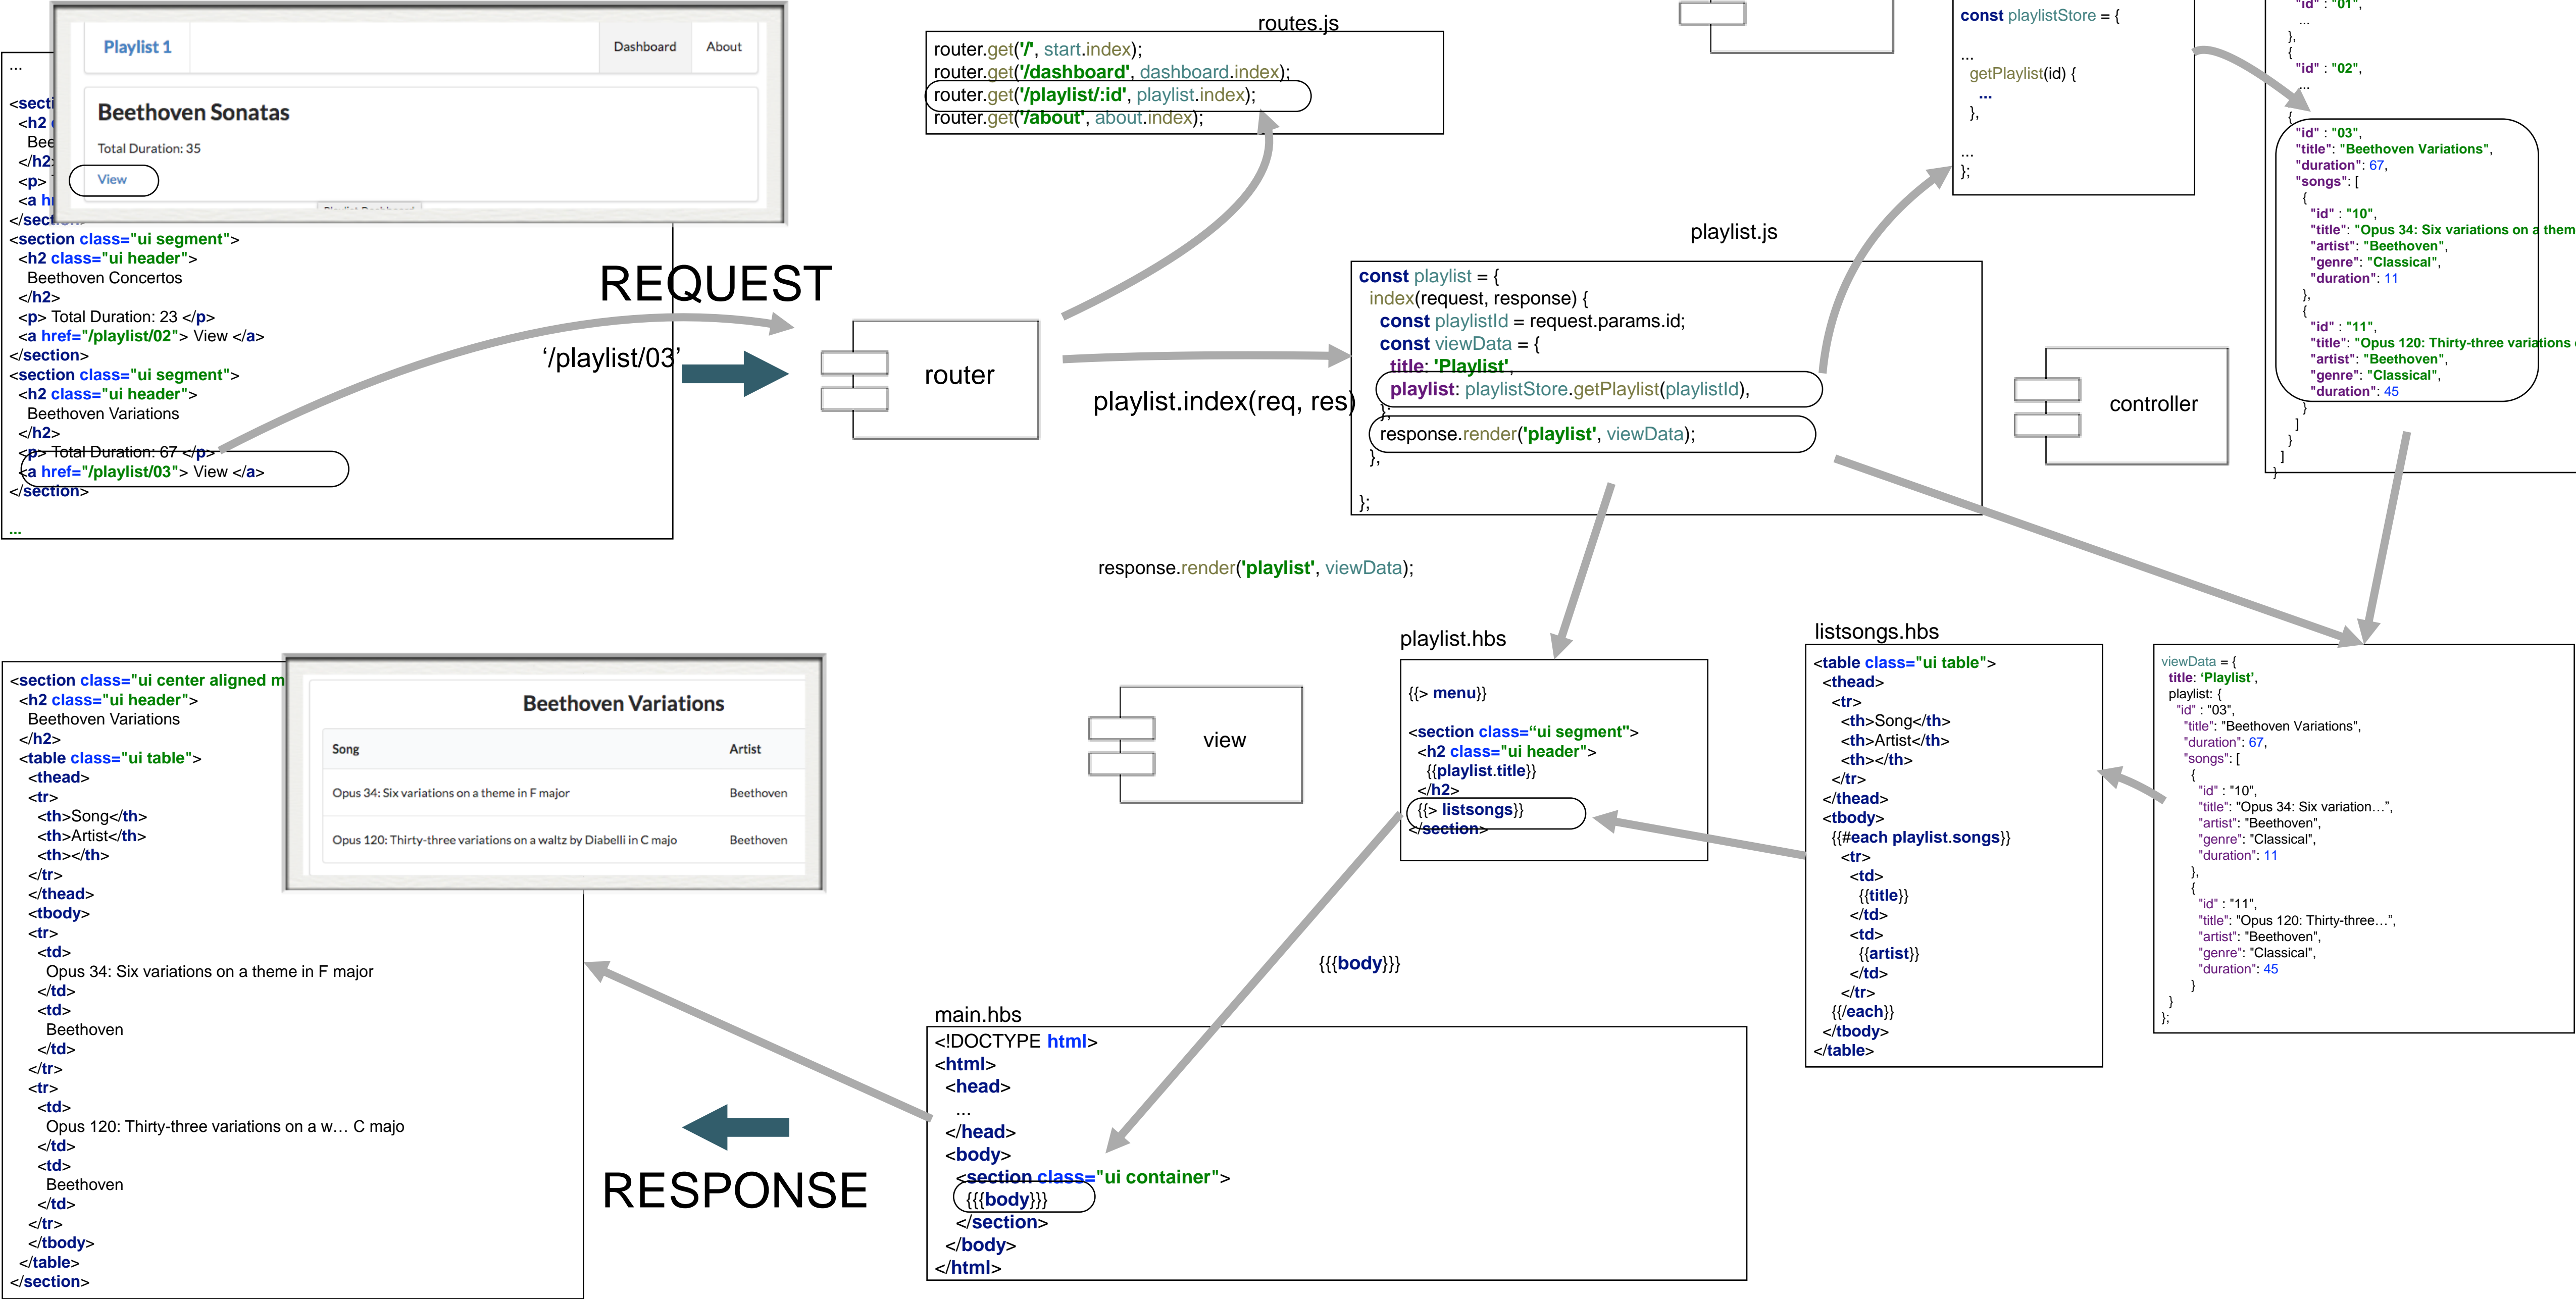 Playlist 1
Dashboard
About
Beethoven Sonatas
Total Duration: 35
View
...
<h2
Bee
</h2>
<p>
</section>
<section class="ui segment">
<h2 class="ui header">
Beethoven Concertos
</h2>
<p> Total Duration: 23 </p>
<a href="/playlist/02"> View </a>
</section>
<section class="ui segment">
<h2 class="ui header">
Beethoven Variations
</h2>
<p> Total Duration: 67 </p>
<a href="/playlist/03"> View </a>
</section>
...
REQUEST
‘/playlist/03’
router
routes.js
router.get('/', start.index);
router.get('/dashboard', dashboard.index);
router.get('/playlist/:id', playlist.index);
router.get('/about', about.index);
playlist.index(req, res)
playlist.js
const playlist = {
index(request, response) {
const playlistId = request.params.id;
const viewData = {
title: 'Playlist',
playlist: playlistStore.getPlaylist(playlistId),
};
response.render('playlist', viewData);
},
};
const playlistStore = {
...
getPlaylist(id) {
...
},
...
};
controller
"id" : "01",
...
},
{
"id" : "02",
...
{
"id" : "03",
"title": "Beethoven Variations",
"duration": 67,
"songs": [
{
"id" : "10",
"title": "Opus 34: Six variations on a them
"artist": "Beethoven",
"genre": "Classical",
"duration": 11
},
{
"id" : "11",
"title": "Opus 120: Thirty-three variations
"artist": "Beethoven",
"genre": "Classical",
"duration": 45
}
]
}
]
}
response.render('playlist', viewData);
view
playlist.hbs
{{> menu}}
<section class=“ui segment">
<h2 class="ui header">
{{playlist.title}}
</h2>
{{> listsongs}}
</section>
listsongs.hbs
<table class="ui table">
<thead>
<tr>
<th>Song</th>
<th>Artist</th>
<th></th>
</tr>
</thead>
<tbody>
{{#each playlist.songs}}
<tr>
<td>
{{title}}
</td>
<td>
{{artist}}
</td>
</tr>
{{/each}}
</tbody>
</table>
viewData = {
title: ‘Playlist’,
playlist: {
"id" : "03",
"title": "Beethoven Variations",
"duration": 67,
"songs": [
{
"id" : "10",
"title": "Opus 34: Six variation…”,
"artist": "Beethoven",
"genre": "Classical",
"duration": 11
},
{
"id" : "11",
"title": "Opus 120: Thirty-three…”,
"artist": "Beethoven",
"genre": "Classical",
"duration": 45
}
}
};
{{{body}}}
main.hbs
<!DOCTYPE html>
<html>
<head>
...
</head>
<body>
<section class="ui container">
{{{body}}}
</section>
</body>
</html>
RESPONSE
<section class="ui center aligned m
<h2 class="ui header">
Beethoven Variations
</h2>
<table class="ui table">
<thead>
<tr>
<th>Song</th>
<th>Artist</th>
<th></th>
</tr>
</thead>
<tbody>
<tr>
<td>
Opus 34: Six variations on a theme in F major
</td>
<td>
Beethoven
</td>
</tr>
<tr>
<td>
Opus 120: Thirty-three variations on a w… C majo
</td>
<td>
Beethoven
</td>
</tr>
</tbody>
</table>
</section>
Beethoven Variations
Song Artist
Opus 34: Six variations on a theme in F major Beethoven
Opus 120: Thirty-three variations on a waltz by Diabelli in C majo Beethoven